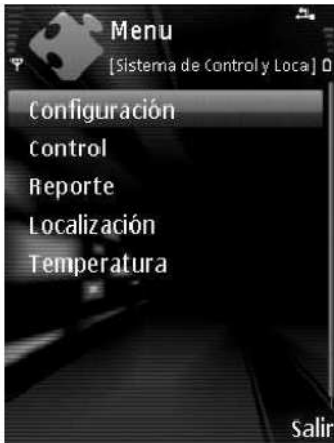 Menu
[Sistema de Control y Loca]
Configuración
Control
Reporte
Localización
Temperatura
Salir